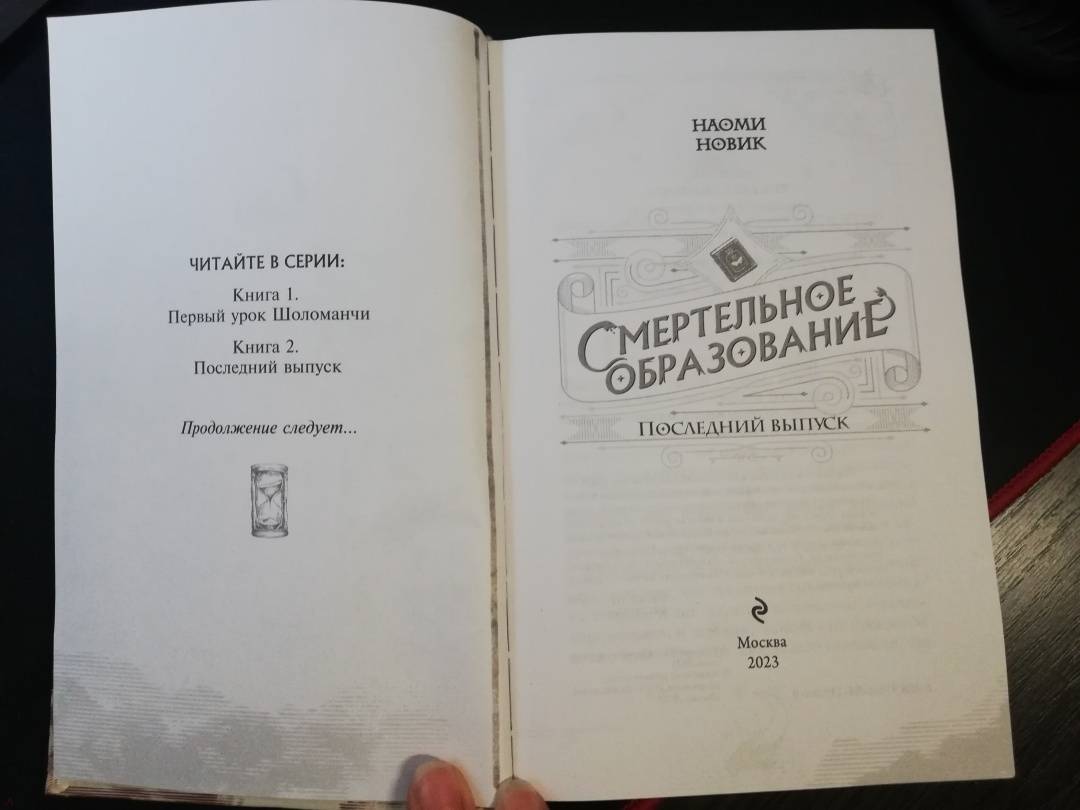 ЧИТАЙТЕ В СЕРИИ:
Книга 1.
Первый урок Шоломанчи
Книга 2.
Последний выпуск
Продолжение следует...
НАОМИ
НОВИК
СМЕРТЕЛЬНОЕ
ОБРАЗОВАНИЕ
ПОСЛЕДНИЙ ВЫПУСК
Москва
2023